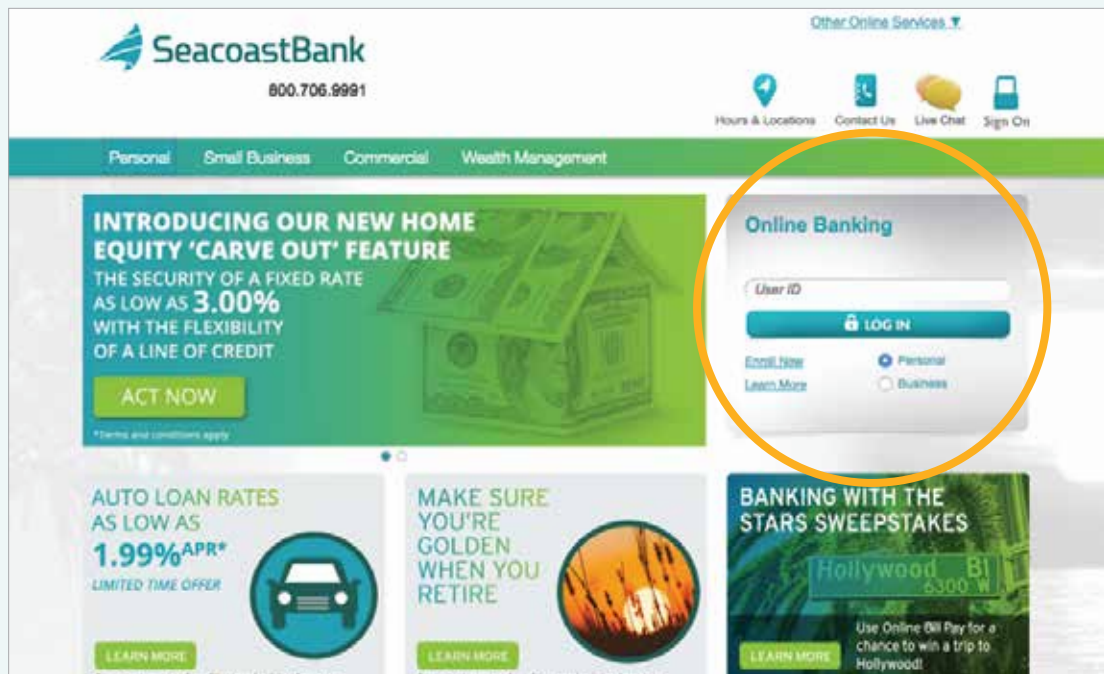 Other Online Services ▼
SeacoastBank
800.706.9991
Hours & Locations
Contact Us
Live Chat
Sign On
Personal
Small Business
Commercial
Wealth Management
INTRODUCING OUR NEW HOME
EQUITY 'CARVE OUT' FEATURE
THE SECURITY OF A FIXED RATE
AS LOW AS 3.00%
WITH THE FLEXIBILITY
OF A LINE OF CREDIT
ACT NOW
*Terms and conditions apply
Online Banking
User ID
LOG IN
Enroll Now
Personal
Learn More
Business
AUTO LOAN RATES
AS LOW AS
1.99% APR*
LIMITED TIME OFFER
LEARN MORE
MAKE SURE
YOU'RE
GOLDEN
WHEN YOU
RETIRE
LEARN MORE
BANKING WITH THE
STARS SWEEPSTAKES
Hollywood Bl
6300 W
Use Online Bill Pay for a
chance to win a trip to
Hollywood!
LEARN MORE